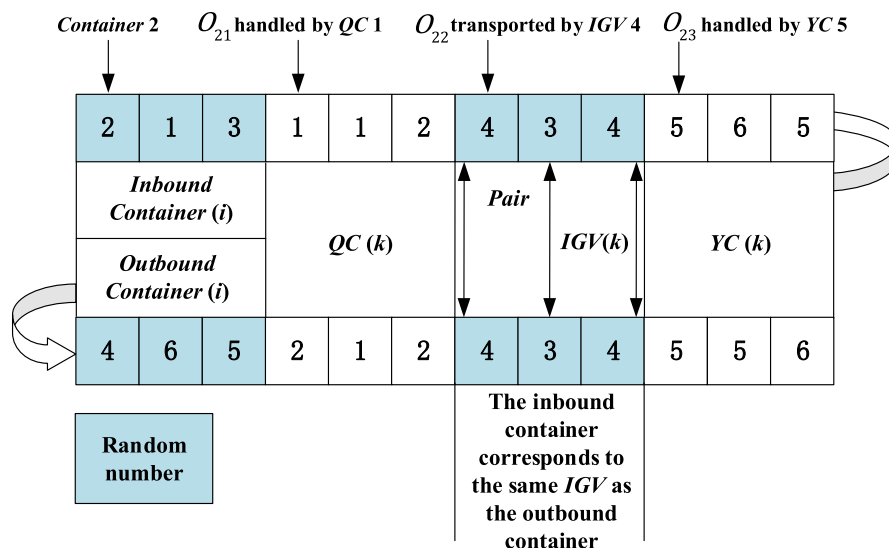 Container 2 O21 handled by QC 1 O22 transported by IGV 4 O23 handled by YC 5
2 1 3 1 1 2 4 3 4 5 6 5
Inbound
Container (i)
Pair
QC (k) IGV(k) YC (k)
Outbound
Container (i)
4 6 5 2 1 2 4 3 4 5 5 6
Random
number
The inbound
container
corresponds to
the same IGV as
the outbound
container